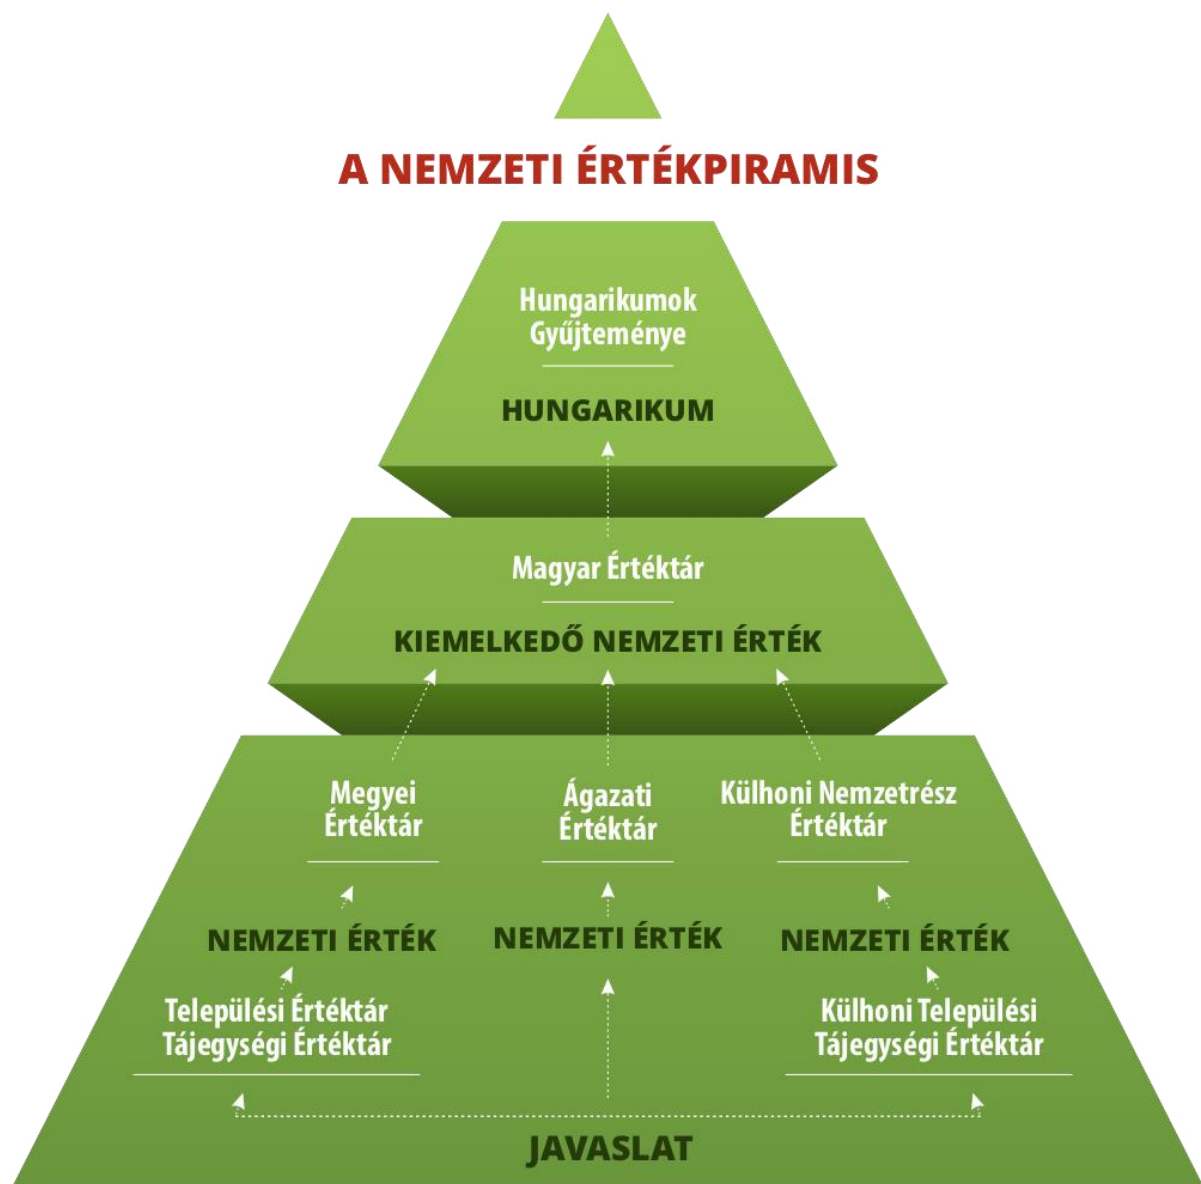 A NEMZETI ÉRTÉKPIRAMIS
Hungarikumok
Gyűjteménye
HUNGARIKUM
Magyar Értéktár
KIEMELKEDŐ NEMZETI ÉRTÉK
Megyei
Értéktár
Ágazati
Értéktár
Külhoni Nemzetrész
Értéktár
NEMZETI ÉRTÉK
NEMZETI ÉRTÉK
NEMZETI ÉRTÉK
Települési Értéktár
Tájegységi Értéktár
Külhoni Települési
Tájegységi Értéktár
JAVASLAT